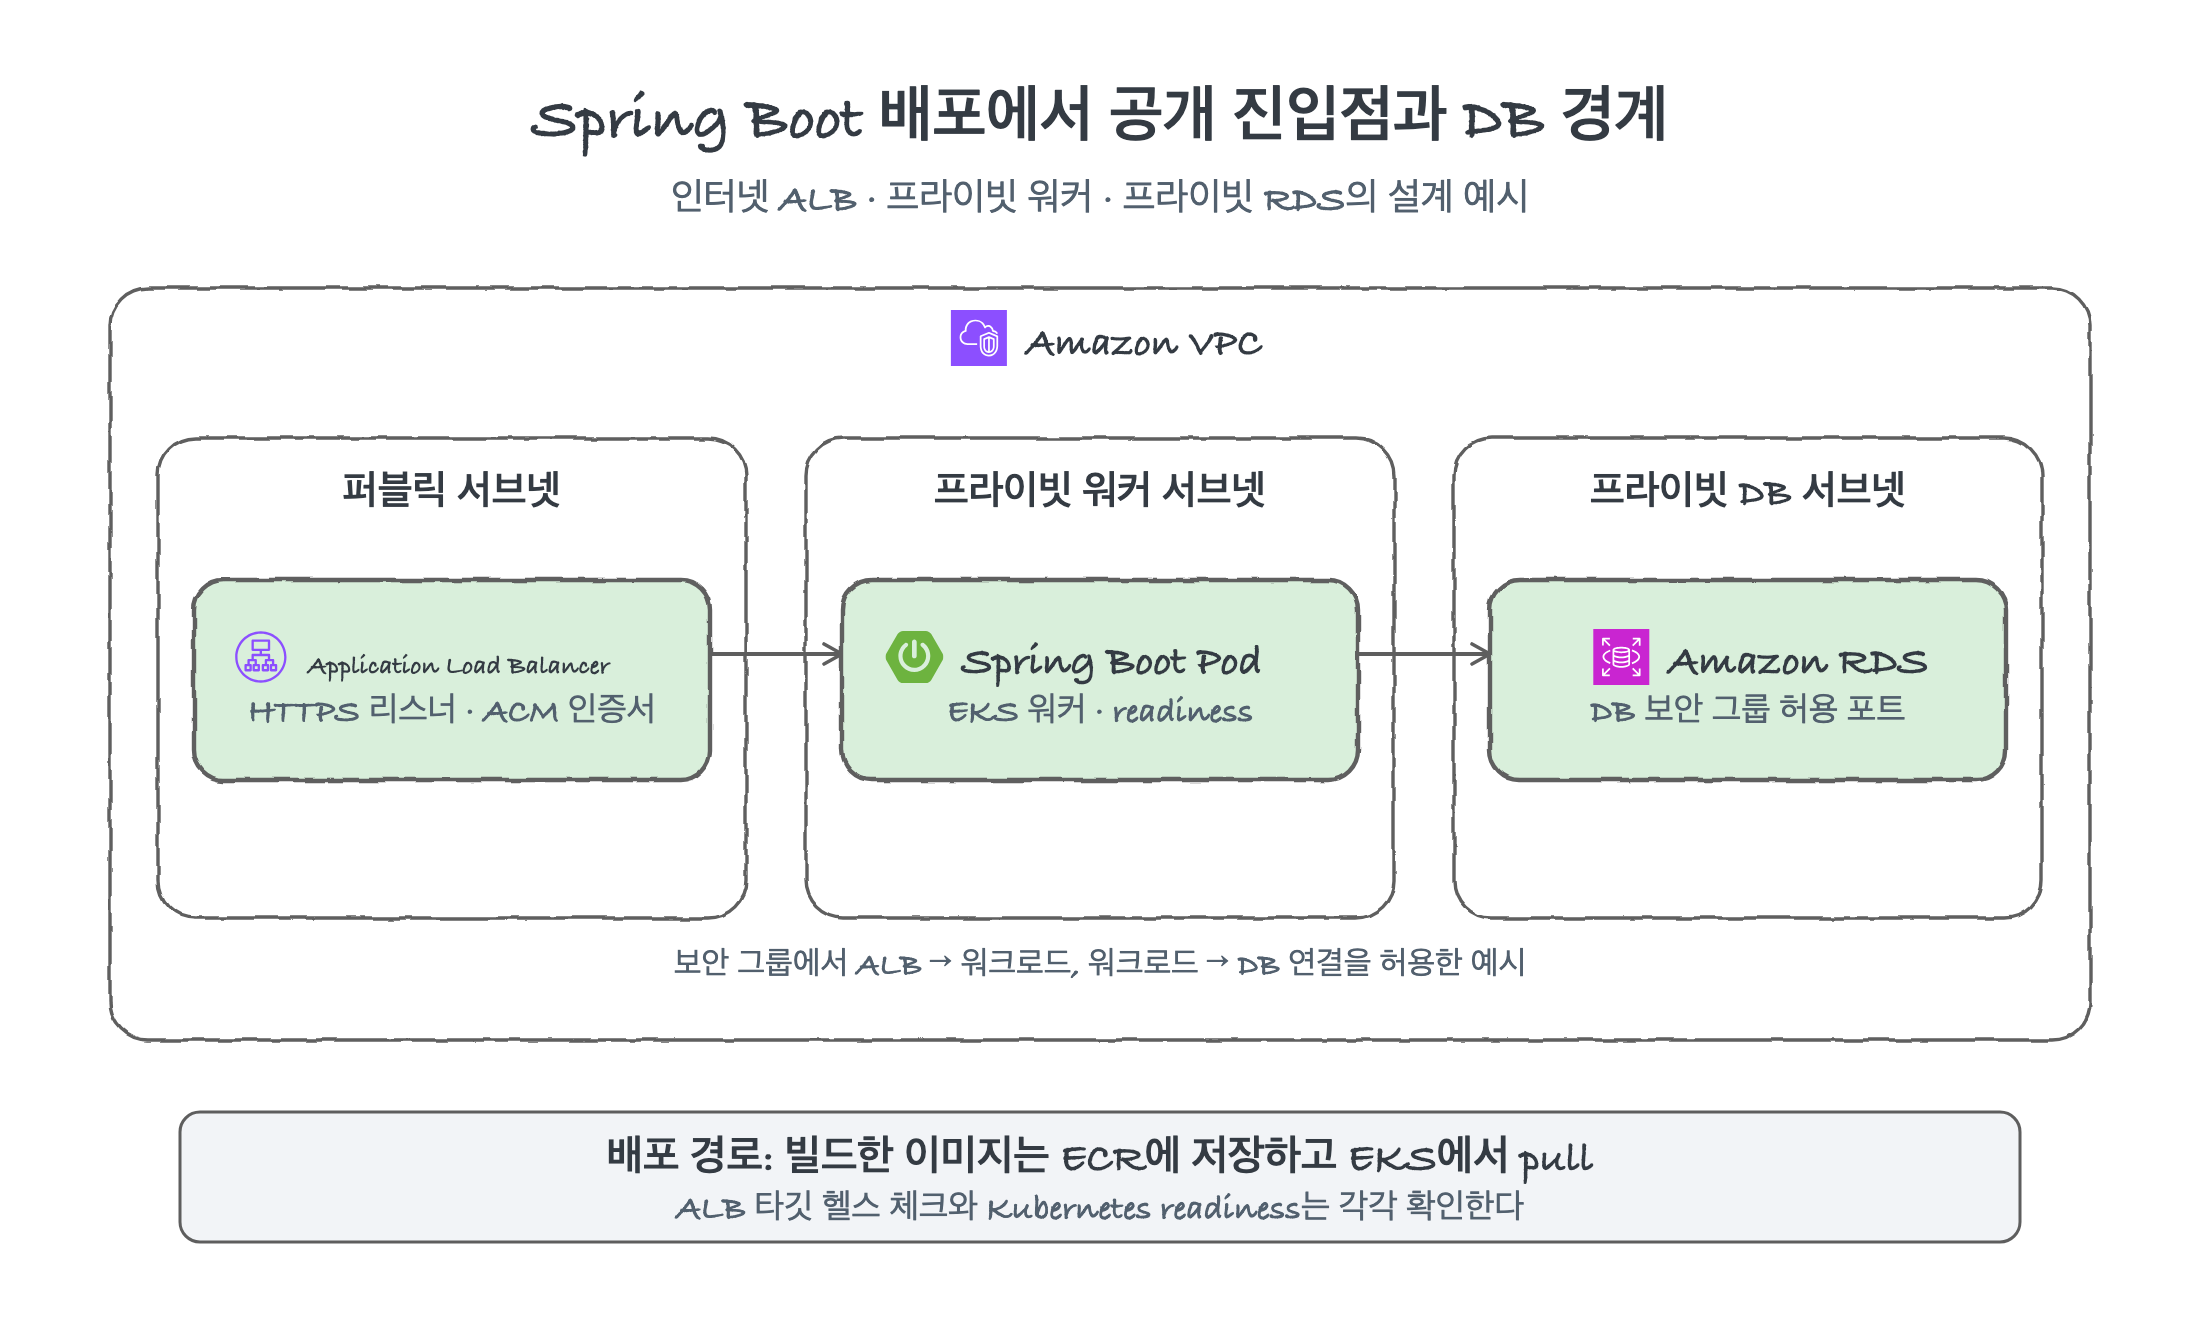 Spring Boot 배포에서 공개 진입점과 DB 경계
인터넷 ALB · 프라이빗 워커 · 프라이빗 RDS의 설계 예시
Amazon VPC
퍼블릭 서브넷
Application Load Balancer
HTTPS 리스너 · ACM 인증서
프라이빗 워커 서브넷
Spring Boot Pod
EKS 워커 · readiness
프라이빗 DB 서브넷
Amazon RDS
DB 보안 그룹 허용 포트
보안 그룹에서 ALB → 워크로드, 워크로드 → DB 연결을 허용한 예시
배포 경로: 빌드한 이미지는 ECR에 저장하고 EKS에서 pull
ALB 타깃 헬스 체크와 Kubernetes readiness는 각각 확인한다